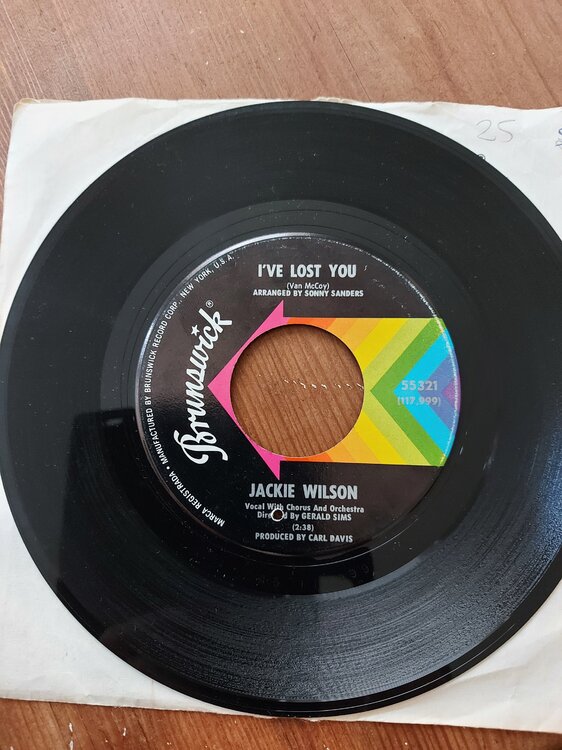 25
I'VE LOST YOU
(Van McCoy)
ARRANGED BY SONNY SANDERS
Brunswick®
MARCA REGISTRADA • MANUFACTURED BY BRUNSWICK RECORD CORP., NEW YORK, U.S.A.
55321
(117,999)
JACKIE WILSON
Vocal With Chorus And Orchestra
By GERALD SIMS
(2:38)
PRODUCED BY CARL DAVIS